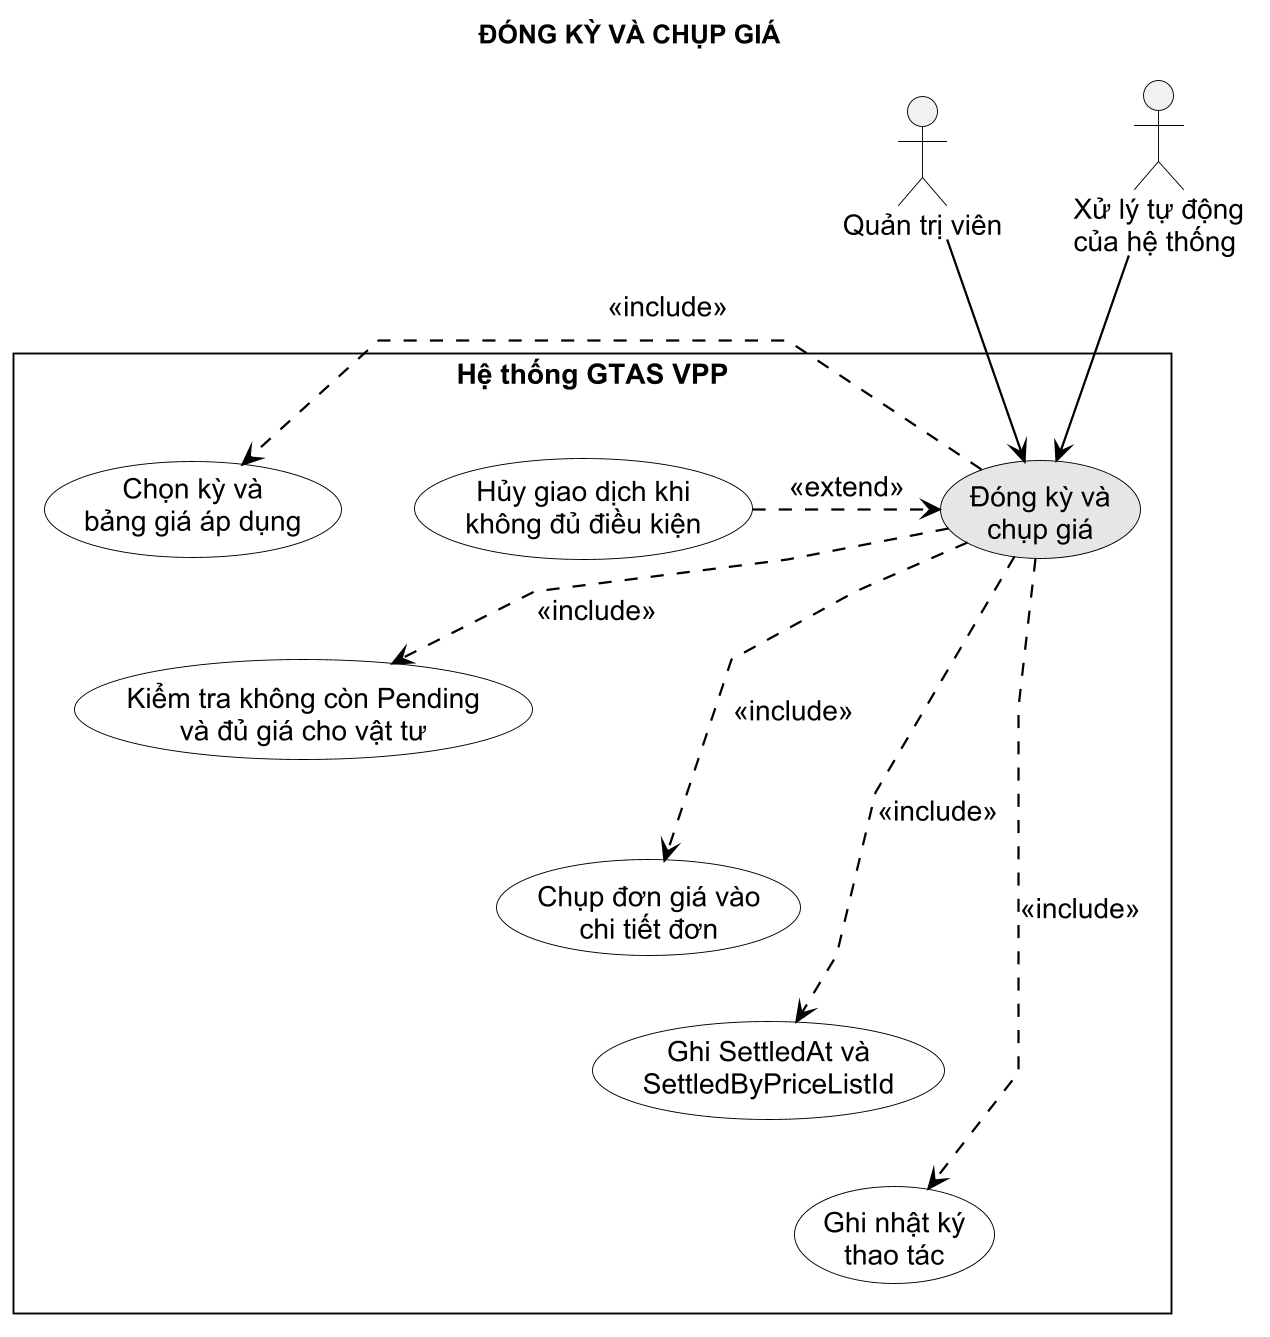 ĐÓNG KỲ VÀ CHỤP GIÁ
Quản trị viên
Xử lý tự động
của hệ thống
«include»
Hệ thống GTAS VPP
Chọn kỳ và
bảng giá áp dụng
Hủy giao dịch khi
không đủ điều kiện
«extend»
Đóng kỳ và
chụp giá
«include»
Kiểm tra không còn Pending
và đủ giá cho vật tư
«include»
«include»
Chụp đơn giá vào
chi tiết đơn
«include»
Ghi SettledAt và
SettledByPriceListId
Ghi nhật ký
thao tác